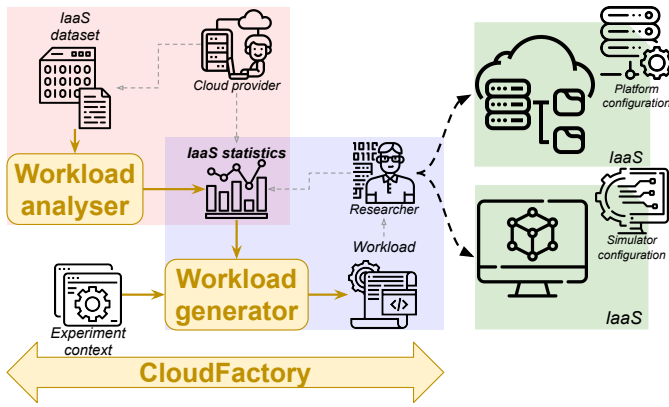 IaaS
dataset
Cloud provider
Platform
configuration
IaaS statistics
IaaS
Workload
analyser
Researcher
Simulator
configuration
Workload
Workload
generator
Experiment
context
IaaS
CloudFactory